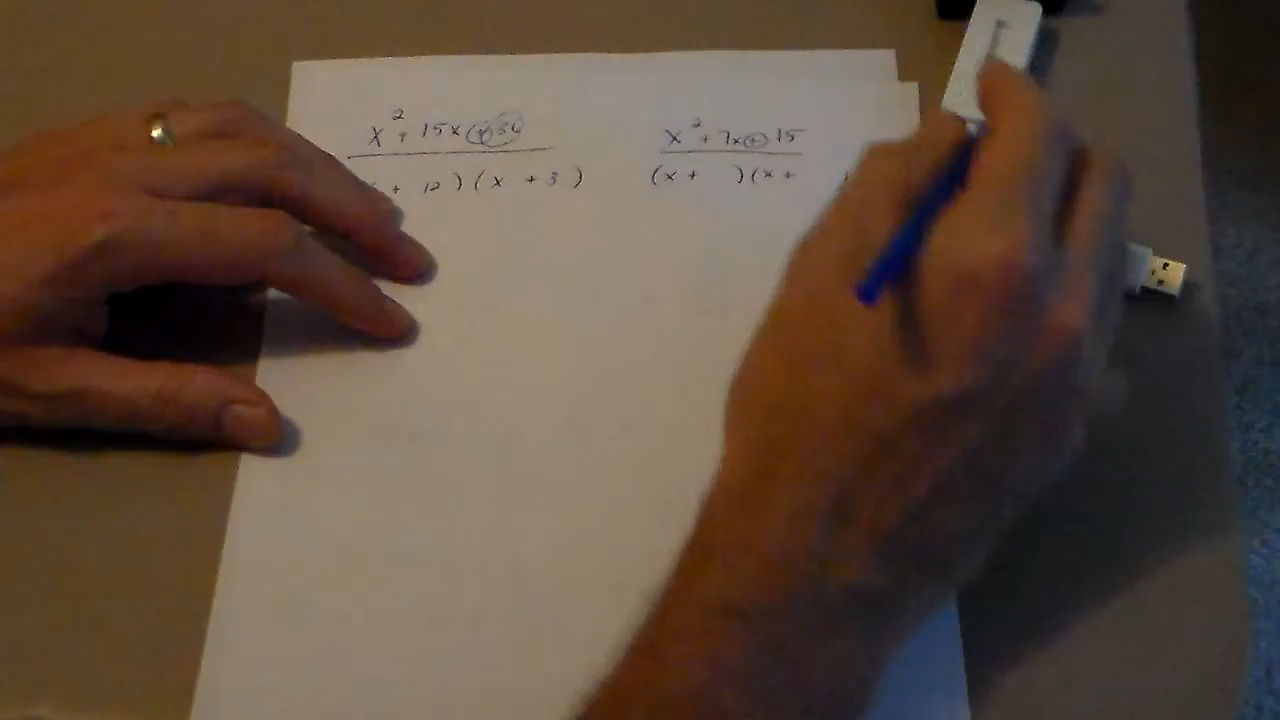 x² + 15x + 36
+ 12 ) ( x + 3 )
x² + 7x + 15
(x + ) (x +